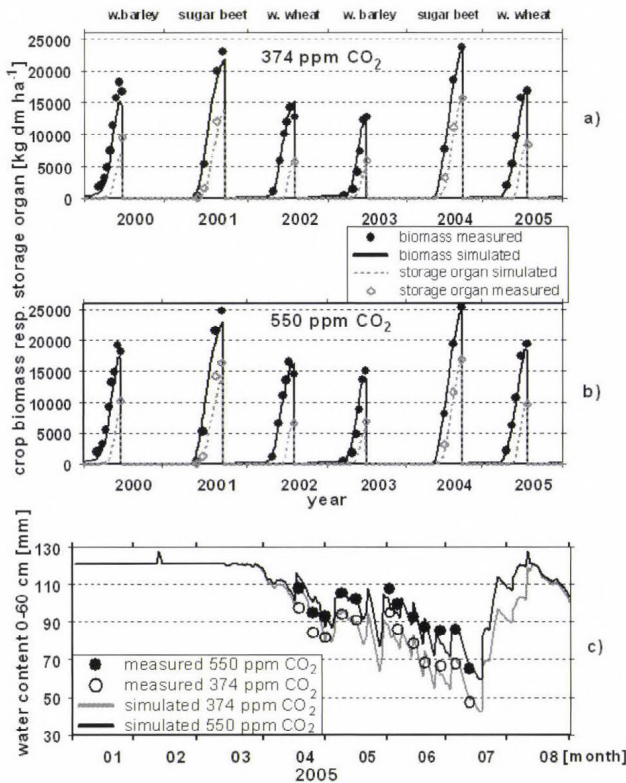 w.barley sugar beet w. wheat w. barley sugar beet w. wheat
374 ppm CO₂
25000
20000
15000
10000
5000
0
2000 2001 2002 2003 2004 2005
a)
crop biomass resp. storage organ [kg dm ha⁻¹]
biomass measured
biomass simulated
storage organ simulated
storage organ measured
550 ppm CO₂
25000
20000
15000
10000
5000
0
2000 2001 2002 2003 2004 2005
year
b)
water content 0-60 cm [mm]
130
110
90
70
50
30
c)
measured 550 ppm CO₂
measured 374 ppm CO₂
simulated 374 ppm CO₂
simulated 550 ppm CO₂
01 02 03 04 05 06 07 08 [month]
2005